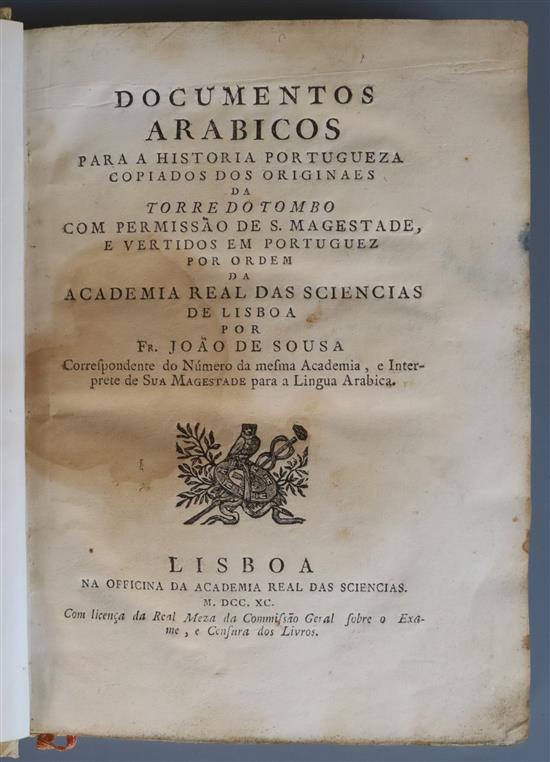 DOCUMENTOS
ARABICOS
PARA A HISTORIA PORTUGUEZA
COPIADOS DOS ORIGINAES
DA
TORRE DO TOMBO
COM PERMISSÃO DE S. MAGESTADE,
E VERTIDOS EM PORTUGUEZ
POR ORDEM
DA
ACADEMIA REAL DAS SCIENCIAS
DE LISBOA
POR
FR. JOÃO DE SOUSA
Correſpondente do Número da meſma Academia, e Inter-
prete de SUA MAGESTADE para a Lingua Arabica.
LISBOA
NA OFFICINA DA ACADEMIA REAL DAS SCIENCIAS.
M. DCC. XC.
Com licença da Real Meza da Commiſſão Geral ſobre o Exa-
me, e Cenſura dos Livros.